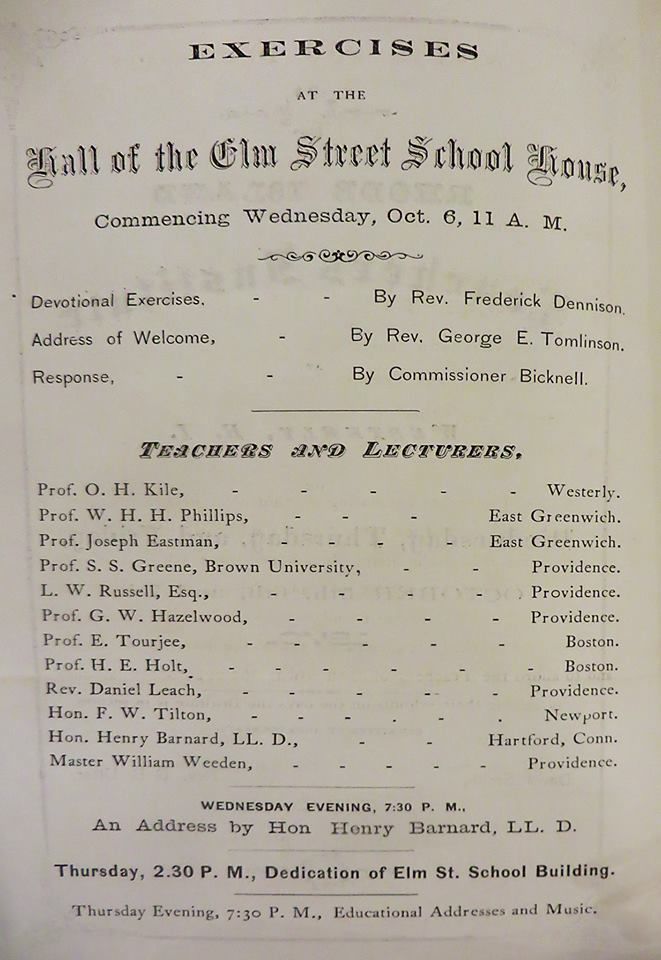 EXERCISES
AT THE
Hall of the Elm Street School House,
Commencing Wednesday, Oct. 6, 11 A. M.
Devotional Exercises, - - By Rev. Frederick Dennison.
Address of Welcome, - By Rev. George E. Tomlinson.
Response, - - By Commissioner Bicknell.
TEACHERS AND LECTURERS.
Prof. O. H. Kile, - - - - - Westerly.
Prof. W. H. H. Phillips, - - - East Greenwich.
Prof. Joseph Eastman, - - - - East Greenwich.
Prof. S. S. Greene, Brown University, - - Providence.
L. W. Russell, Esq., - - - - - Providence.
Prof. G. W. Hazelwood, - - - - Providence.
Prof. E. Tourjee, - - - - - Boston.
Prof. H. E. Holt, - - - - - - Boston.
Rev. Daniel Leach, - - - - - Providence.
Hon. F. W. Tilton, - - - . - . Newport.
Hon. Henry Barnard, LL. D., - - Hartford, Conn.
Master William Weeden, - - - - - Providence.
WEDNESDAY EVENING, 7:30 P. M.,
An Address by Hon Henry Barnard, LL. D.
Thursday, 2.30 P. M., Dedication of Elm St. School Building.
Thursday Evening, 7:30 P. M., Educational Addresses and Music.